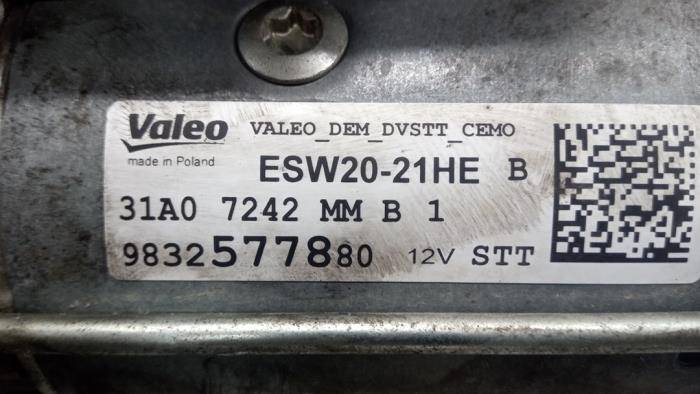 Valeo VALEO_DEM_DVSTT_CEMO
made in Poland ESW20-21HE B
31A0 7242 MM B 1
9832577880 12V STT